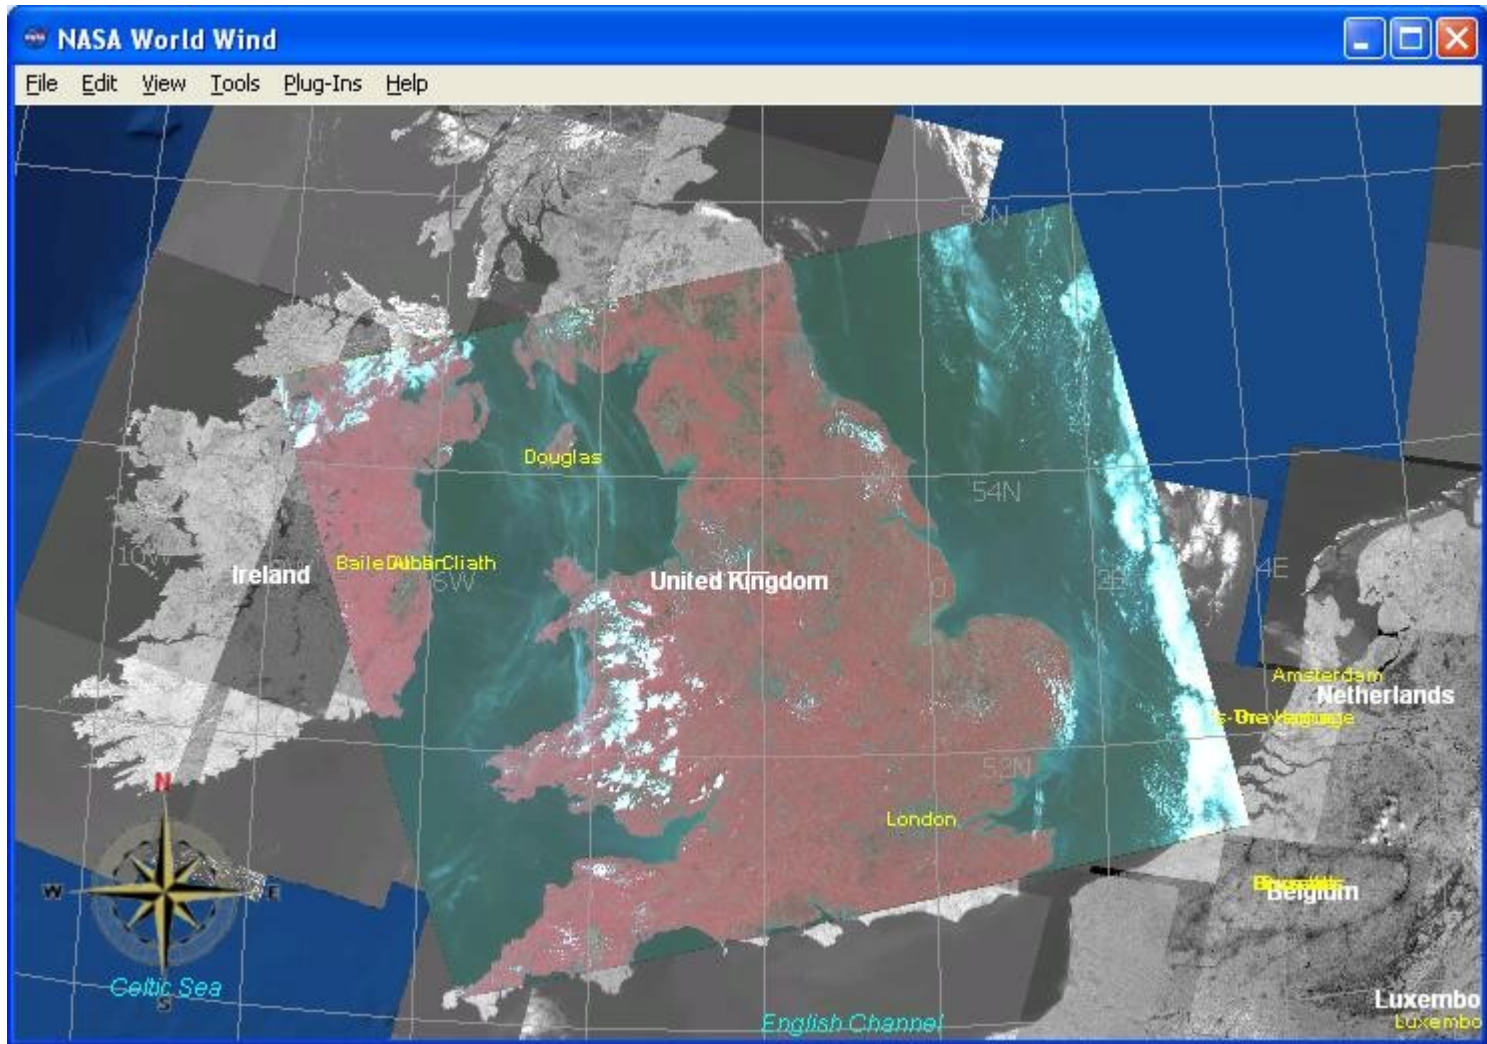 NASA World Wind
File Edit View Tools Plug-Ins Help
56N
Douglas
54N
10W
Ireland
6W
United Kingdom
0
2E
4E
Amsterdam
Netherlands
52N
London
Belgium
N
W
E
S
Celtic Sea
English Channel
Luxembo
Luxembo